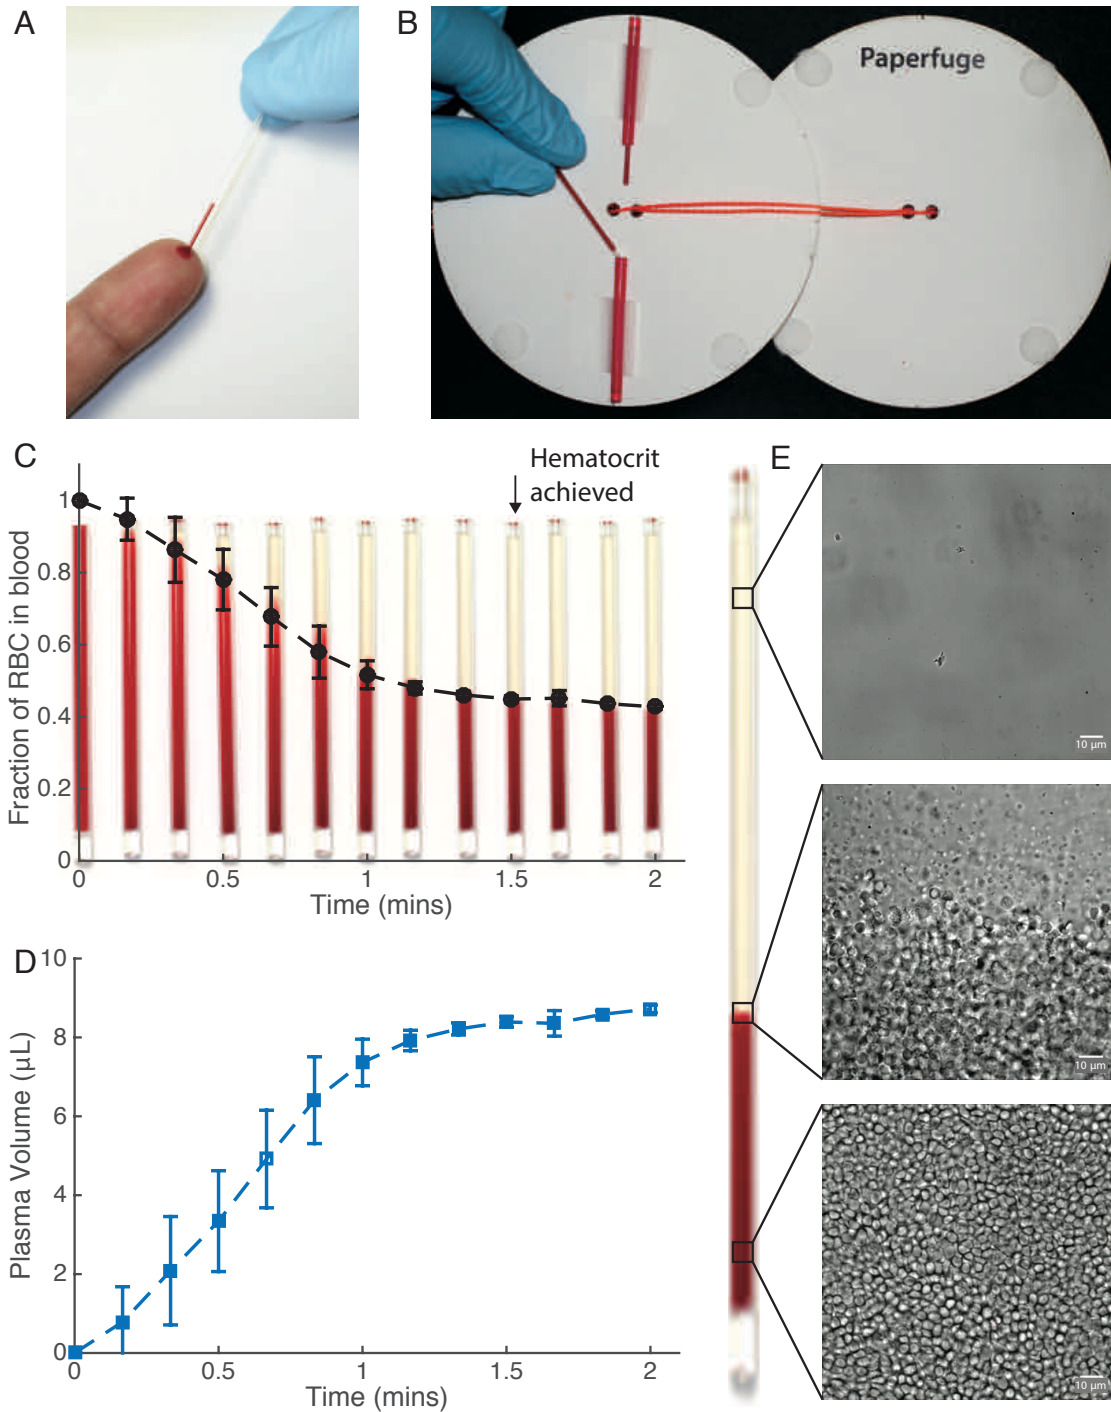 A
B
Paperfuge
C
Hematocrit
achieved
E
1
0.8
0.6
0.4
0.2
0
Fraction of RBC in blood
0
0.5
1
1.5
2
Time (mins)
D
10
8
6
4
2
0
Plasma Volume (µL)
0
0.5
1
1.5
2
Time (mins)
10 µm
10 µm
10 µm